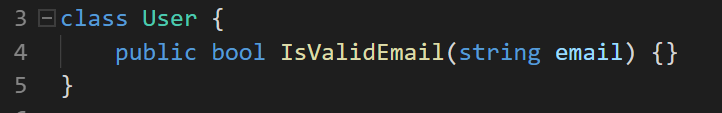 3 class User {
4     public bool IsValidEmail(string email) {}
5 }